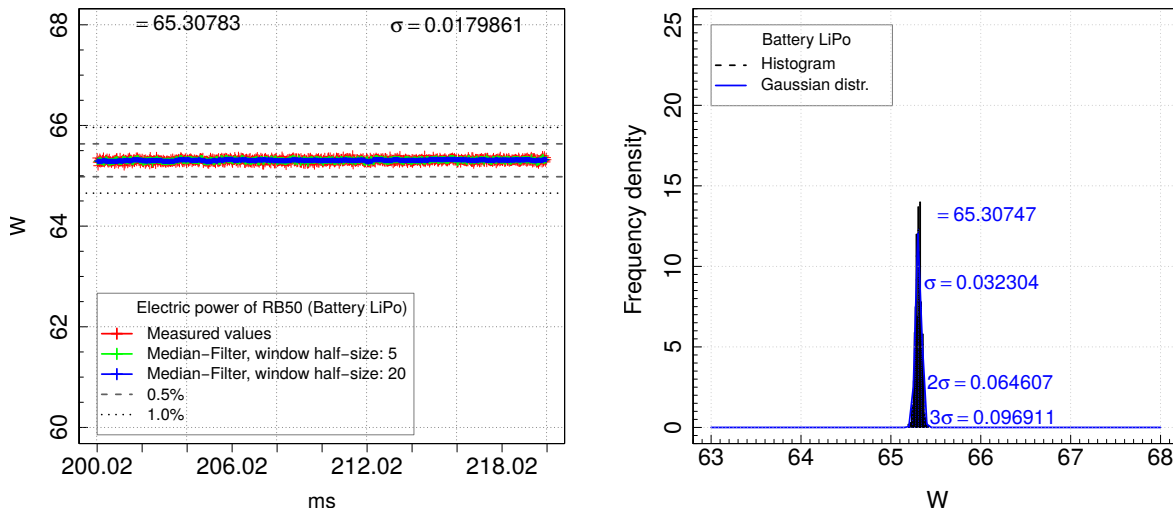 = 65.30783
σ = 0.0179861
68
66
64
62
60
W
Electric power of RB50 (Battery LiPo)
Measured values
Median−Filter, window half−size: 5
Median−Filter, window half−size: 20
0.5%
1.0%
200.02
206.02
212.02
218.02
ms
Battery LiPo
Histogram
Gaussian distr.
25
20
15
10
5
0
Frequency density
= 65.30747
σ = 0.032304
2σ = 0.064607
3σ = 0.096911
63
64
65
66
67
68
W